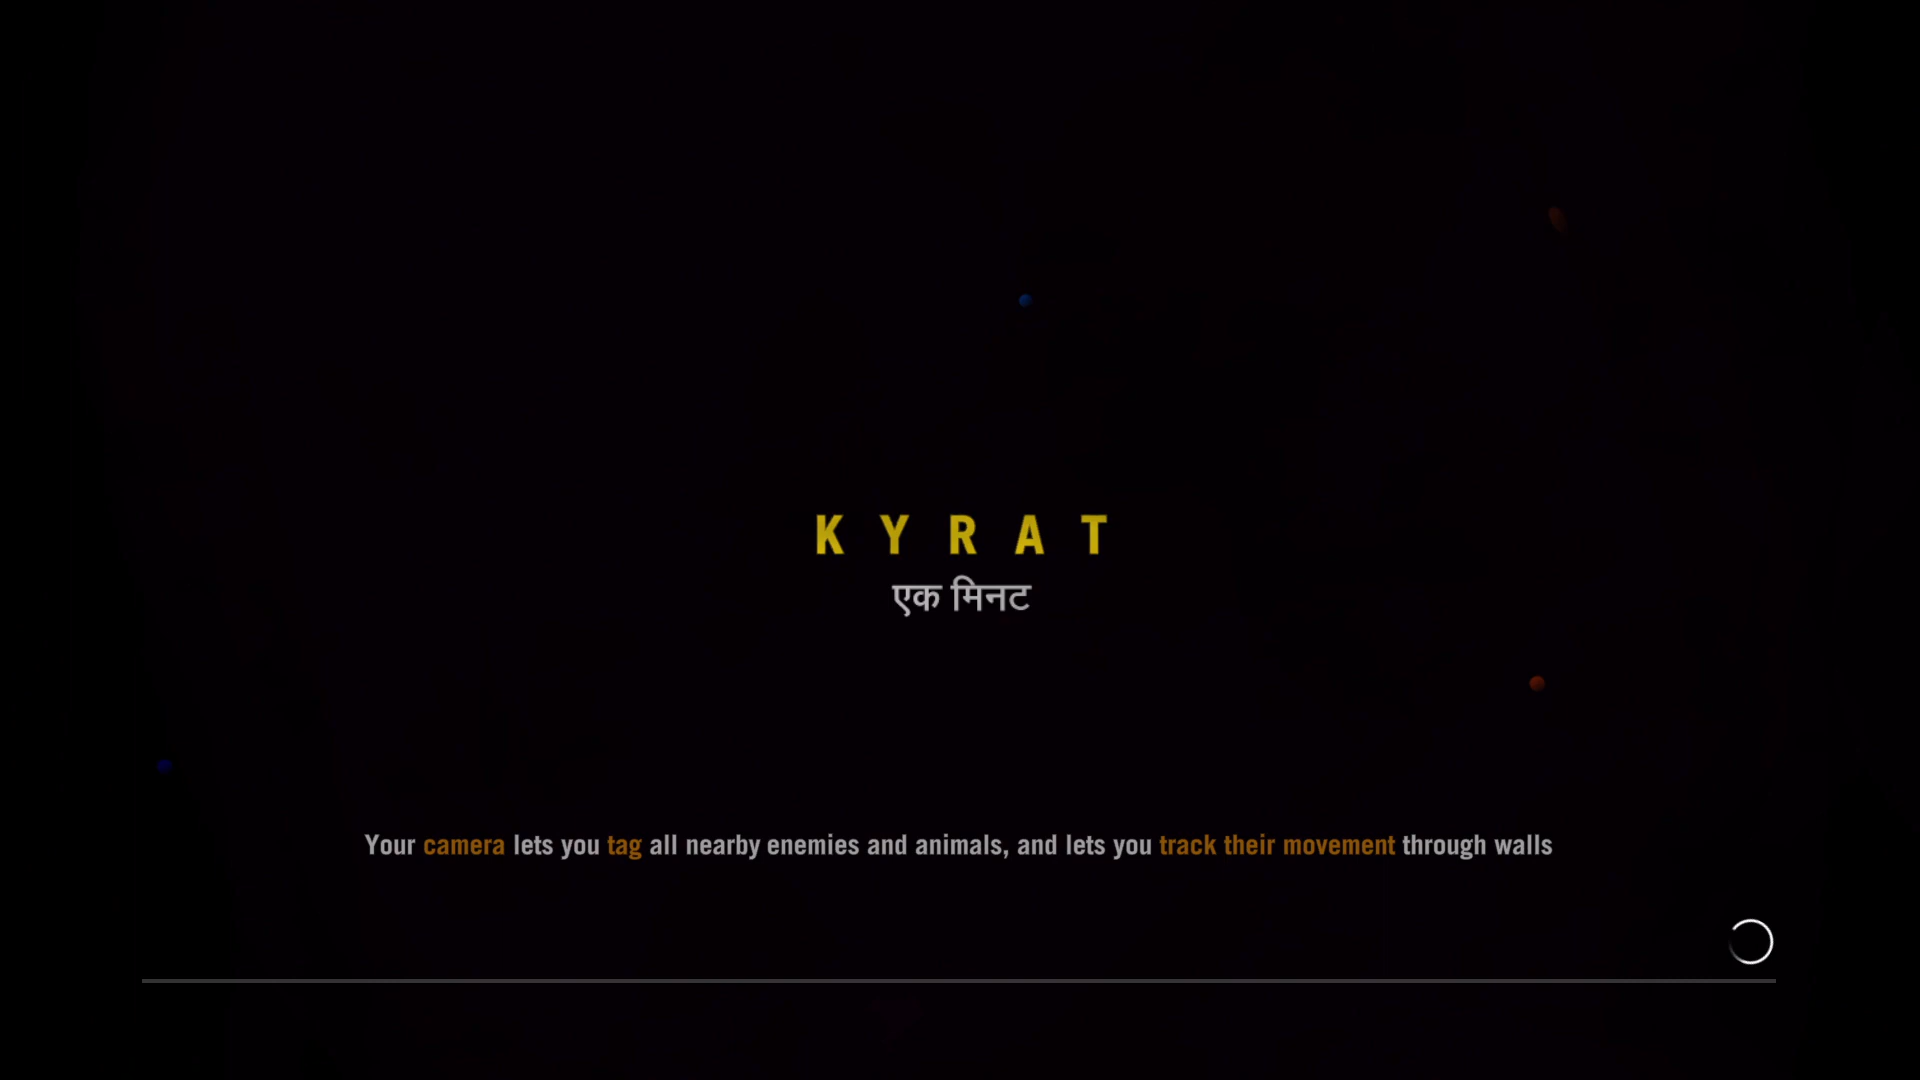 KYRAT
एक मिनट
Your camera lets you tag all nearby enemies and animals, and lets you track their movement through walls